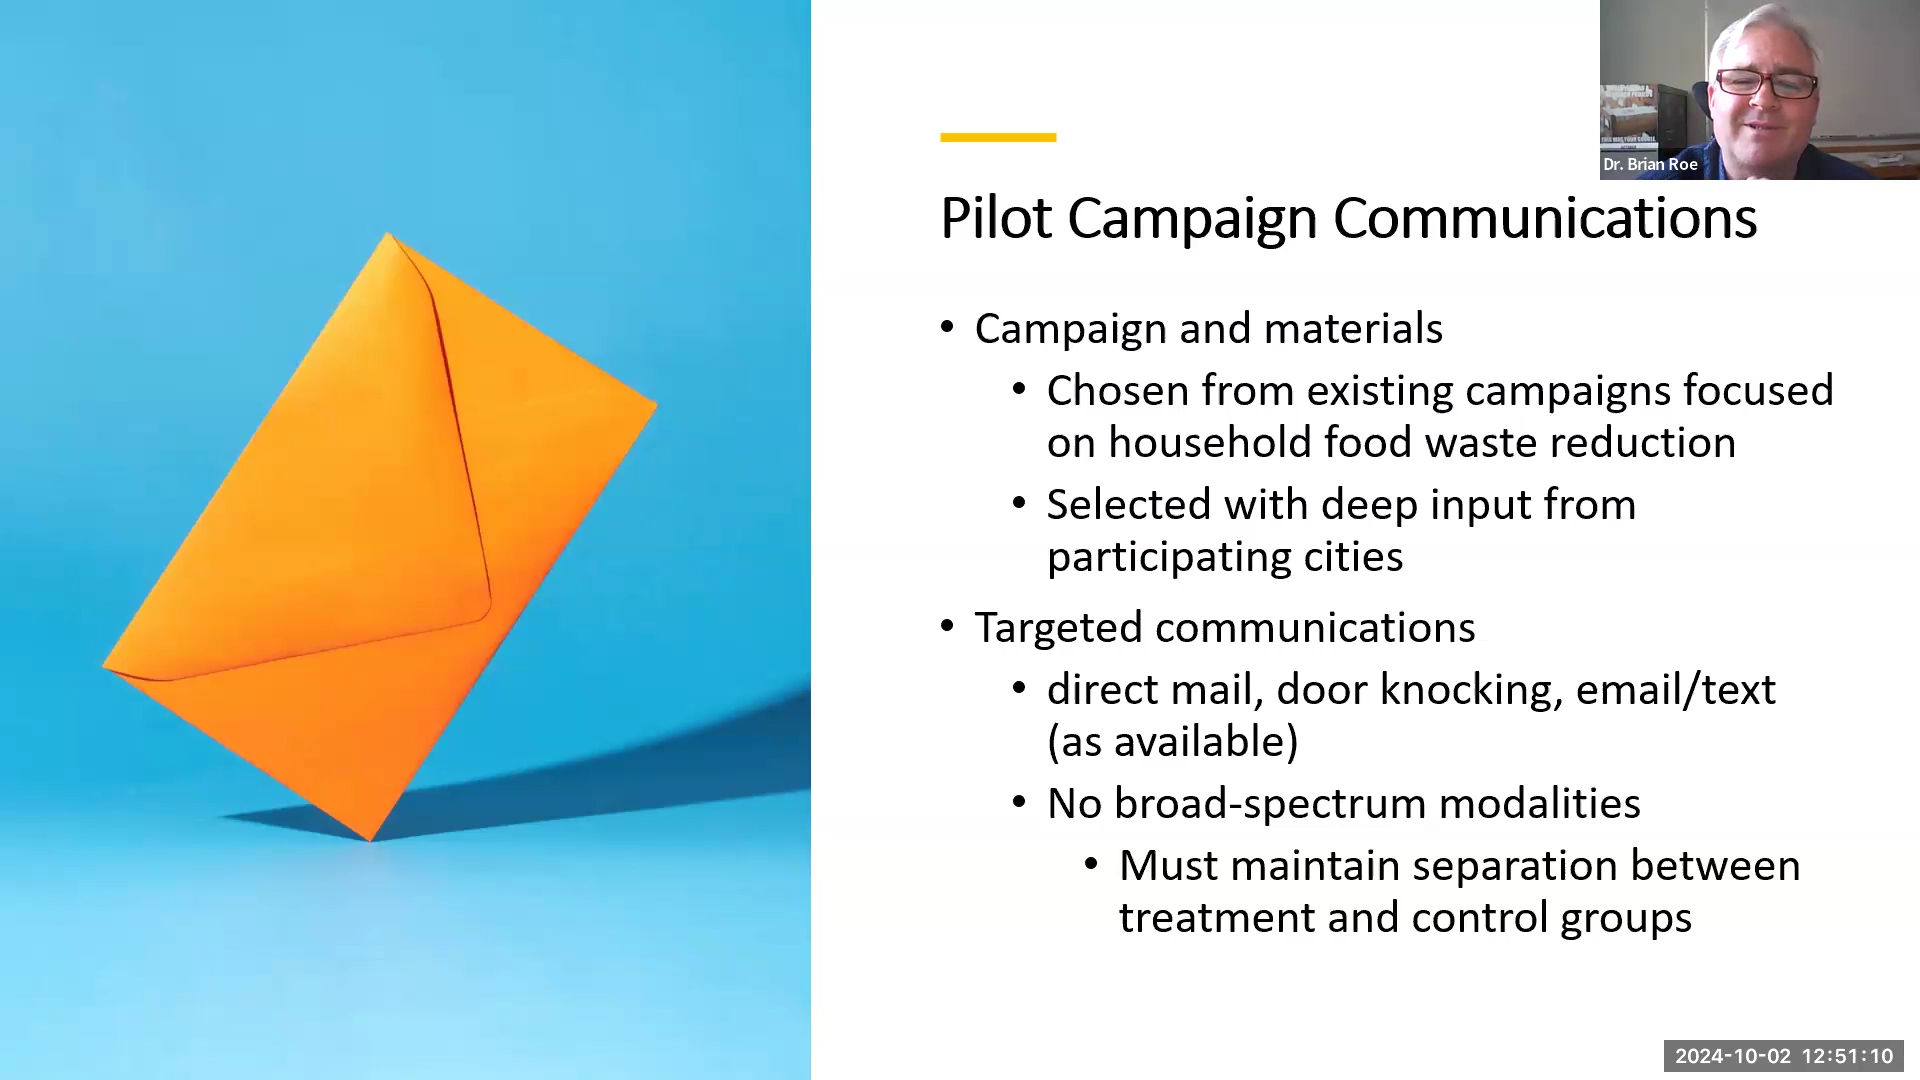 Dr. Brian Roe
Pilot Campaign Communications
• Campaign and materials
• Chosen from existing campaigns focused
on household food waste reduction
• Selected with deep input from
participating cities
• Targeted communications
• direct mail, door knocking, email/text
(as available)
• No broad-spectrum modalities
• Must maintain separation between
treatment and control groups
2024-10-02 12:51:10